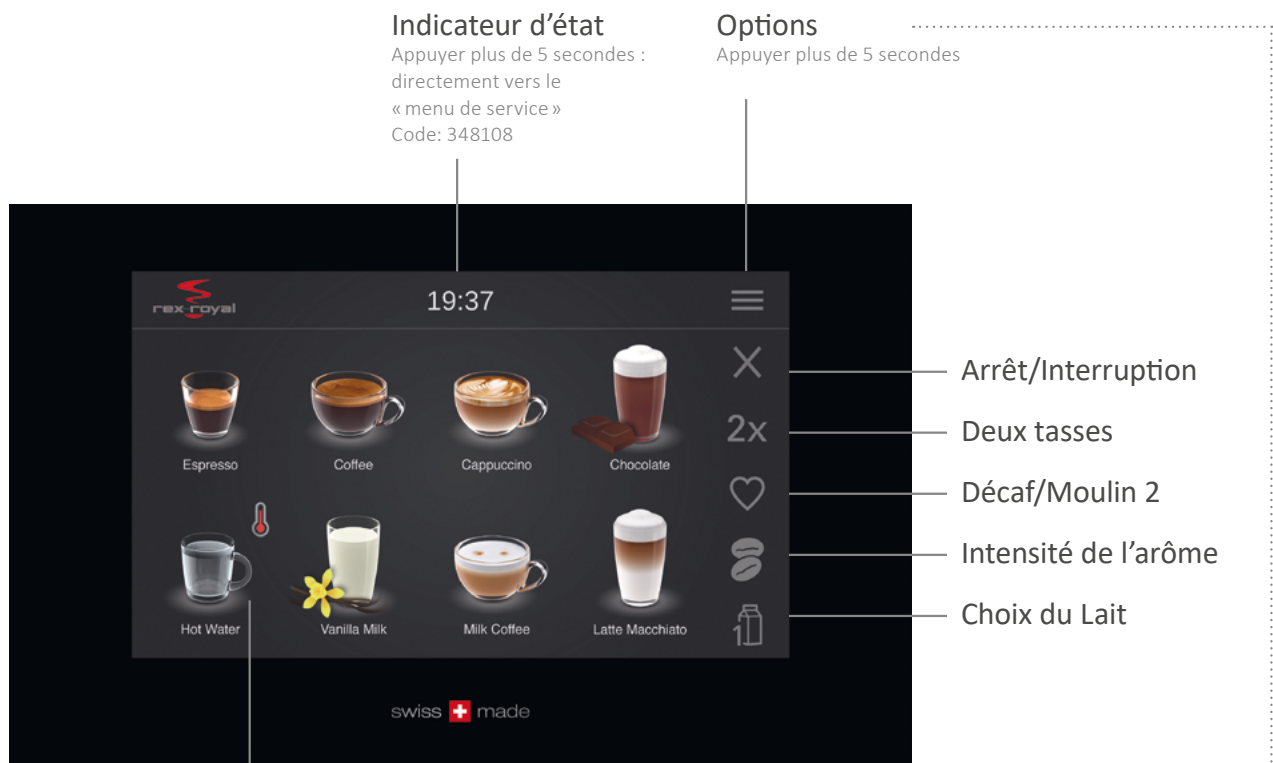 Indicateur d’état
Appuyer plus de 5 secondes :
directement vers le
« menu de service »
Code: 348108
Options
Appuyer plus de 5 secondes
rex-royal
19:37
Espresso
Coffee
Cappuccino
Chocolate
Hot Water
Vanilla Milk
Milk Coffee
Latte Macchiato
2x
1
Arrêt/Interruption
Deux tasses
Décaf/Moulin 2
Intensité de l’arôme
Choix du Lait
swiss made